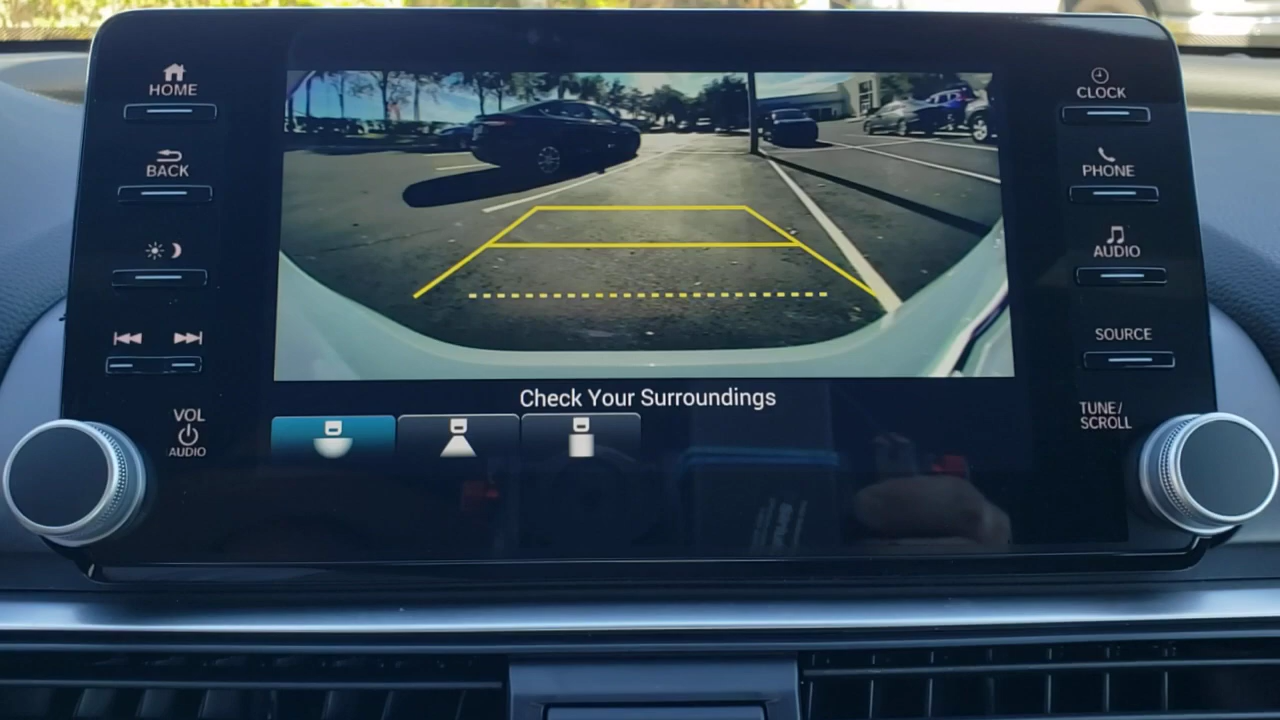 HOME
BACK
VOL
AUDIO
Check Your Surroundings
CLOCK
PHONE
AUDIO
SOURCE
TUNE/
SCROLL